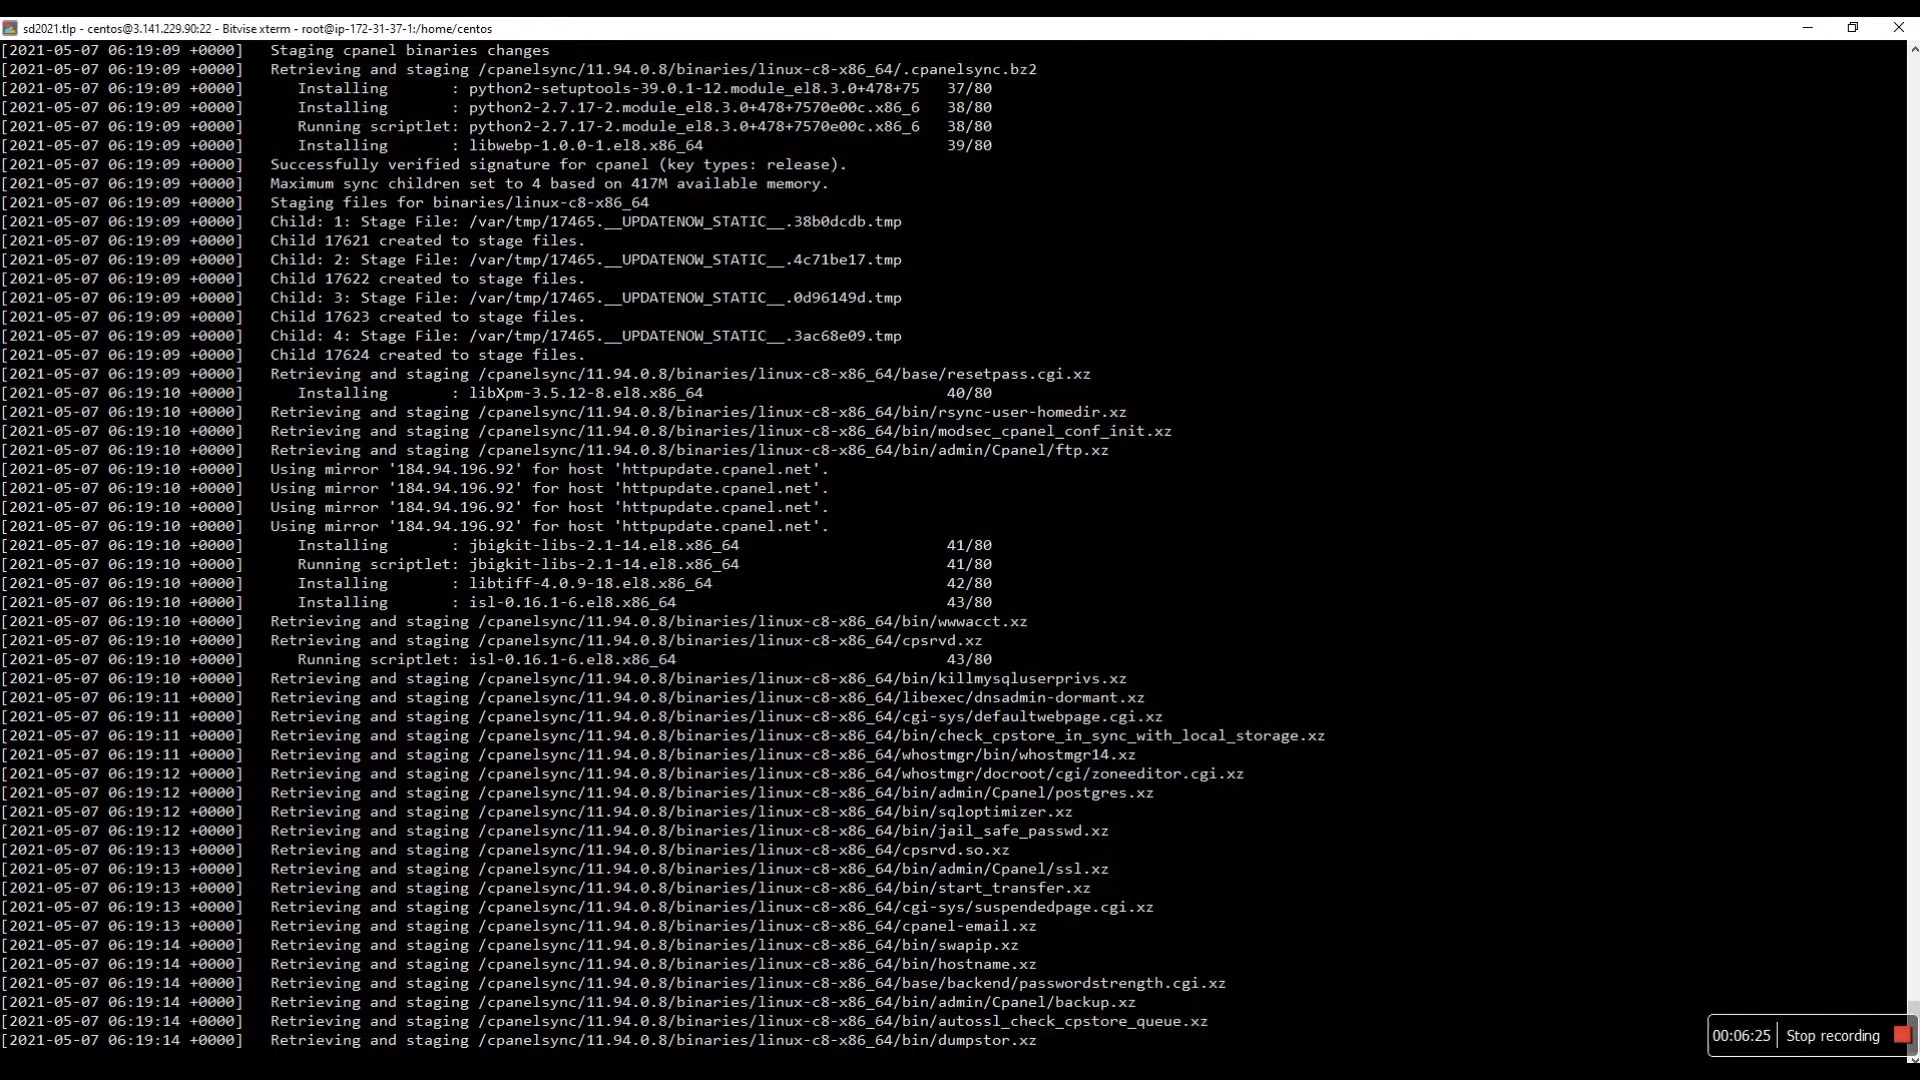 sd2021.tlp - centos@3.141.229.90:22 - Bitvise xterm - root@ip-172-31-37-1:/home/centos
[2021-05-07 06:19:09 +0000]   Staging cpanel binaries changes
[2021-05-07 06:19:09 +0000]   Retrieving and staging /cpanelsync/11.94.0.8/binaries/linux-c8-x86_64/.cpanelsync.bz2
[2021-05-07 06:19:09 +0000]      Installing       : python2-setuptools-39.0.1-12.module_el8.3.0+478+75   37/80
[2021-05-07 06:19:09 +0000]      Installing       : python2-2.7.17-2.module_el8.3.0+478+7570e00c.x86_6   38/80
[2021-05-07 06:19:09 +0000]      Running scriptlet: python2-2.7.17-2.module_el8.3.0+478+7570e00c.x86_6   38/80
[2021-05-07 06:19:09 +0000]      Installing       : libwebp-1.0.0-1.el8.x86_64                           39/80
[2021-05-07 06:19:09 +0000]   Successfully verified signature for cpanel (key types: release).
[2021-05-07 06:19:09 +0000]   Maximum sync children set to 4 based on 417M available memory.
[2021-05-07 06:19:09 +0000]   Staging files for binaries/linux-c8-x86_64
[2021-05-07 06:19:09 +0000]   Child: 1: Stage File: /var/tmp/17465.__UPDATENOW_STATIC__.38b0dcdb.tmp
[2021-05-07 06:19:09 +0000]   Child 17621 created to stage files.
[2021-05-07 06:19:09 +0000]   Child: 2: Stage File: /var/tmp/17465.__UPDATENOW_STATIC__.4c71be17.tmp
[2021-05-07 06:19:09 +0000]   Child 17622 created to stage files.
[2021-05-07 06:19:09 +0000]   Child: 3: Stage File: /var/tmp/17465.__UPDATENOW_STATIC__.0d96149d.tmp
[2021-05-07 06:19:09 +0000]   Child 17623 created to stage files.
[2021-05-07 06:19:09 +0000]   Child: 4: Stage File: /var/tmp/17465.__UPDATENOW_STATIC__.3ac68e09.tmp
[2021-05-07 06:19:09 +0000]   Child 17624 created to stage files.
[2021-05-07 06:19:09 +0000]   Retrieving and staging /cpanelsync/11.94.0.8/binaries/linux-c8-x86_64/base/resetpass.cgi.xz
[2021-05-07 06:19:10 +0000]      Installing       : libXpm-3.5.12-8.el8.x86_64                           40/80
[2021-05-07 06:19:10 +0000]   Retrieving and staging /cpanelsync/11.94.0.8/binaries/linux-c8-x86_64/bin/rsync-user-homedir.xz
[2021-05-07 06:19:10 +0000]   Retrieving and staging /cpanelsync/11.94.0.8/binaries/linux-c8-x86_64/bin/modsec_cpanel_conf_init.xz
[2021-05-07 06:19:10 +0000]   Retrieving and staging /cpanelsync/11.94.0.8/binaries/linux-c8-x86_64/bin/admin/Cpanel/ftp.xz
[2021-05-07 06:19:10 +0000]   Using mirror '184.94.196.92' for host 'httpupdate.cpanel.net'.
[2021-05-07 06:19:10 +0000]   Using mirror '184.94.196.92' for host 'httpupdate.cpanel.net'.
[2021-05-07 06:19:10 +0000]   Using mirror '184.94.196.92' for host 'httpupdate.cpanel.net'.
[2021-05-07 06:19:10 +0000]   Using mirror '184.94.196.92' for host 'httpupdate.cpanel.net'.
[2021-05-07 06:19:10 +0000]      Installing       : jbigkit-libs-2.1-14.el8.x86_64                       41/80
[2021-05-07 06:19:10 +0000]      Running scriptlet: jbigkit-libs-2.1-14.el8.x86_64                       41/80
[2021-05-07 06:19:10 +0000]      Installing       : libtiff-4.0.9-18.el8.x86_64                          42/80
[2021-05-07 06:19:10 +0000]      Installing       : isl-0.16.1-6.el8.x86_64                              43/80
[2021-05-07 06:19:10 +0000]   Retrieving and staging /cpanelsync/11.94.0.8/binaries/linux-c8-x86_64/bin/wwwacct.xz
[2021-05-07 06:19:10 +0000]   Retrieving and staging /cpanelsync/11.94.0.8/binaries/linux-c8-x86_64/cpsrvd.xz
[2021-05-07 06:19:10 +0000]      Running scriptlet: isl-0.16.1-6.el8.x86_64                              43/80
[2021-05-07 06:19:10 +0000]   Retrieving and staging /cpanelsync/11.94.0.8/binaries/linux-c8-x86_64/bin/killmysqluserprivs.xz
[2021-05-07 06:19:11 +0000]   Retrieving and staging /cpanelsync/11.94.0.8/binaries/linux-c8-x86_64/libexec/dnsadmin-dormant.xz
[2021-05-07 06:19:11 +0000]   Retrieving and staging /cpanelsync/11.94.0.8/binaries/linux-c8-x86_64/cgi-sys/defaultwebpage.cgi.xz
[2021-05-07 06:19:11 +0000]   Retrieving and staging /cpanelsync/11.94.0.8/binaries/linux-c8-x86_64/bin/check_cpstore_in_sync_with_local_storage.xz
[2021-05-07 06:19:11 +0000]   Retrieving and staging /cpanelsync/11.94.0.8/binaries/linux-c8-x86_64/whostmgr/bin/whostmgr14.xz
[2021-05-07 06:19:12 +0000]   Retrieving and staging /cpanelsync/11.94.0.8/binaries/linux-c8-x86_64/whostmgr/docroot/cgi/zoneeditor.cgi.xz
[2021-05-07 06:19:12 +0000]   Retrieving and staging /cpanelsync/11.94.0.8/binaries/linux-c8-x86_64/bin/admin/Cpanel/postgres.xz
[2021-05-07 06:19:12 +0000]   Retrieving and staging /cpanelsync/11.94.0.8/binaries/linux-c8-x86_64/bin/sqloptimizer.xz
[2021-05-07 06:19:12 +0000]   Retrieving and staging /cpanelsync/11.94.0.8/binaries/linux-c8-x86_64/bin/jail_safe_passwd.xz
[2021-05-07 06:19:13 +0000]   Retrieving and staging /cpanelsync/11.94.0.8/binaries/linux-c8-x86_64/cpsrvd.so.xz
[2021-05-07 06:19:13 +0000]   Retrieving and staging /cpanelsync/11.94.0.8/binaries/linux-c8-x86_64/bin/admin/Cpanel/ssl.xz
[2021-05-07 06:19:13 +0000]   Retrieving and staging /cpanelsync/11.94.0.8/binaries/linux-c8-x86_64/bin/start_transfer.xz
[2021-05-07 06:19:13 +0000]   Retrieving and staging /cpanelsync/11.94.0.8/binaries/linux-c8-x86_64/cgi-sys/suspendedpage.cgi.xz
[2021-05-07 06:19:13 +0000]   Retrieving and staging /cpanelsync/11.94.0.8/binaries/linux-c8-x86_64/cpanel-email.xz
[2021-05-07 06:19:14 +0000]   Retrieving and staging /cpanelsync/11.94.0.8/binaries/linux-c8-x86_64/bin/swapip.xz
[2021-05-07 06:19:14 +0000]   Retrieving and staging /cpanelsync/11.94.0.8/binaries/linux-c8-x86_64/bin/hostname.xz
[2021-05-07 06:19:14 +0000]   Retrieving and staging /cpanelsync/11.94.0.8/binaries/linux-c8-x86_64/base/backend/passwordstrength.cgi.xz
[2021-05-07 06:19:14 +0000]   Retrieving and staging /cpanelsync/11.94.0.8/binaries/linux-c8-x86_64/bin/admin/Cpanel/backup.xz
[2021-05-07 06:19:14 +0000]   Retrieving and staging /cpanelsync/11.94.0.8/binaries/linux-c8-x86_64/bin/autossl_check_cpstore_queue.xz
[2021-05-07 06:19:14 +0000]   Retrieving and staging /cpanelsync/11.94.0.8/binaries/linux-c8-x86_64/bin/dumpstor.xz
00:06:25 Stop recording